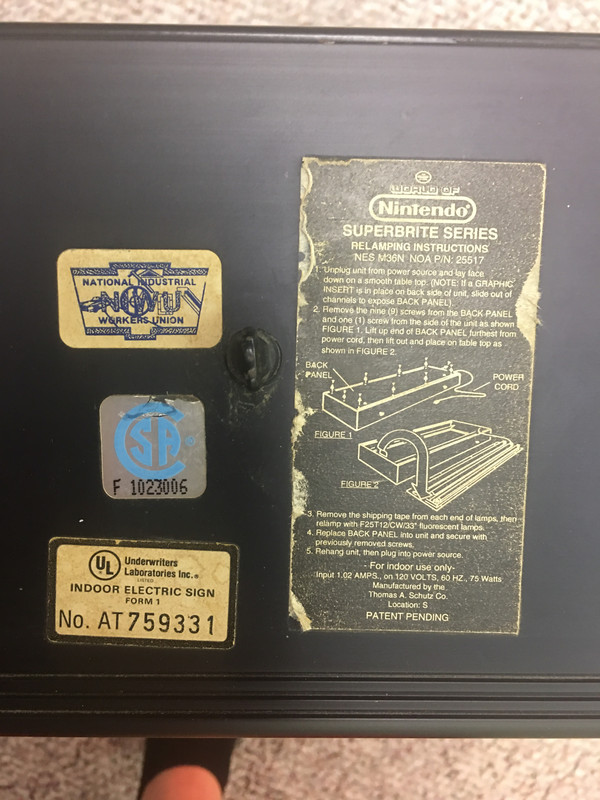 WORLD OF
Nintendo®
SUPERBRITE SERIES
RELAMPING INSTRUCTIONS
NES M36N NOA P/N: 25517
1. Unplug unit from power source and lay face
down on a smooth table top. (NOTE: If a GRAPHIC
INSERT is in place on back side of unit, slide out of
channels to expose BACK PANEL).
2. Remove the nine (9) screws from the BACK PANEL
and one (1) screw from the side of the unit as shown
FIGURE 1. Lift up end of BACK PANEL furthest from
power cord, then lift out and place on table top as
shown in FIGURE 2.
BACK
PANEL
POWER
CORD
FIGURE 1
FIGURE 2
3. Remove the shipping tape from each end of lamps, then
relamp with F25T12/CW/33" fluorescent lamps.
4. Replace BACK PANEL into unit and secure with
previously removed screws.
5. Rehang unit, then plug into power source.
- For indoor use only-
Input 1.02 AMPS., on 120 VOLTS, 60 HZ., 75 Watts
Manufactured by the
Thomas A. Schutz Co.
Location: S
PATENT PENDING
NATIONAL INDUSTRIAL
NIWU
WORKERS UNION
CSA
F 1023006
UL
Underwriters
Laboratories Inc.®
LISTED
INDOOR ELECTRIC SIGN
FORM 1
No. AT759331